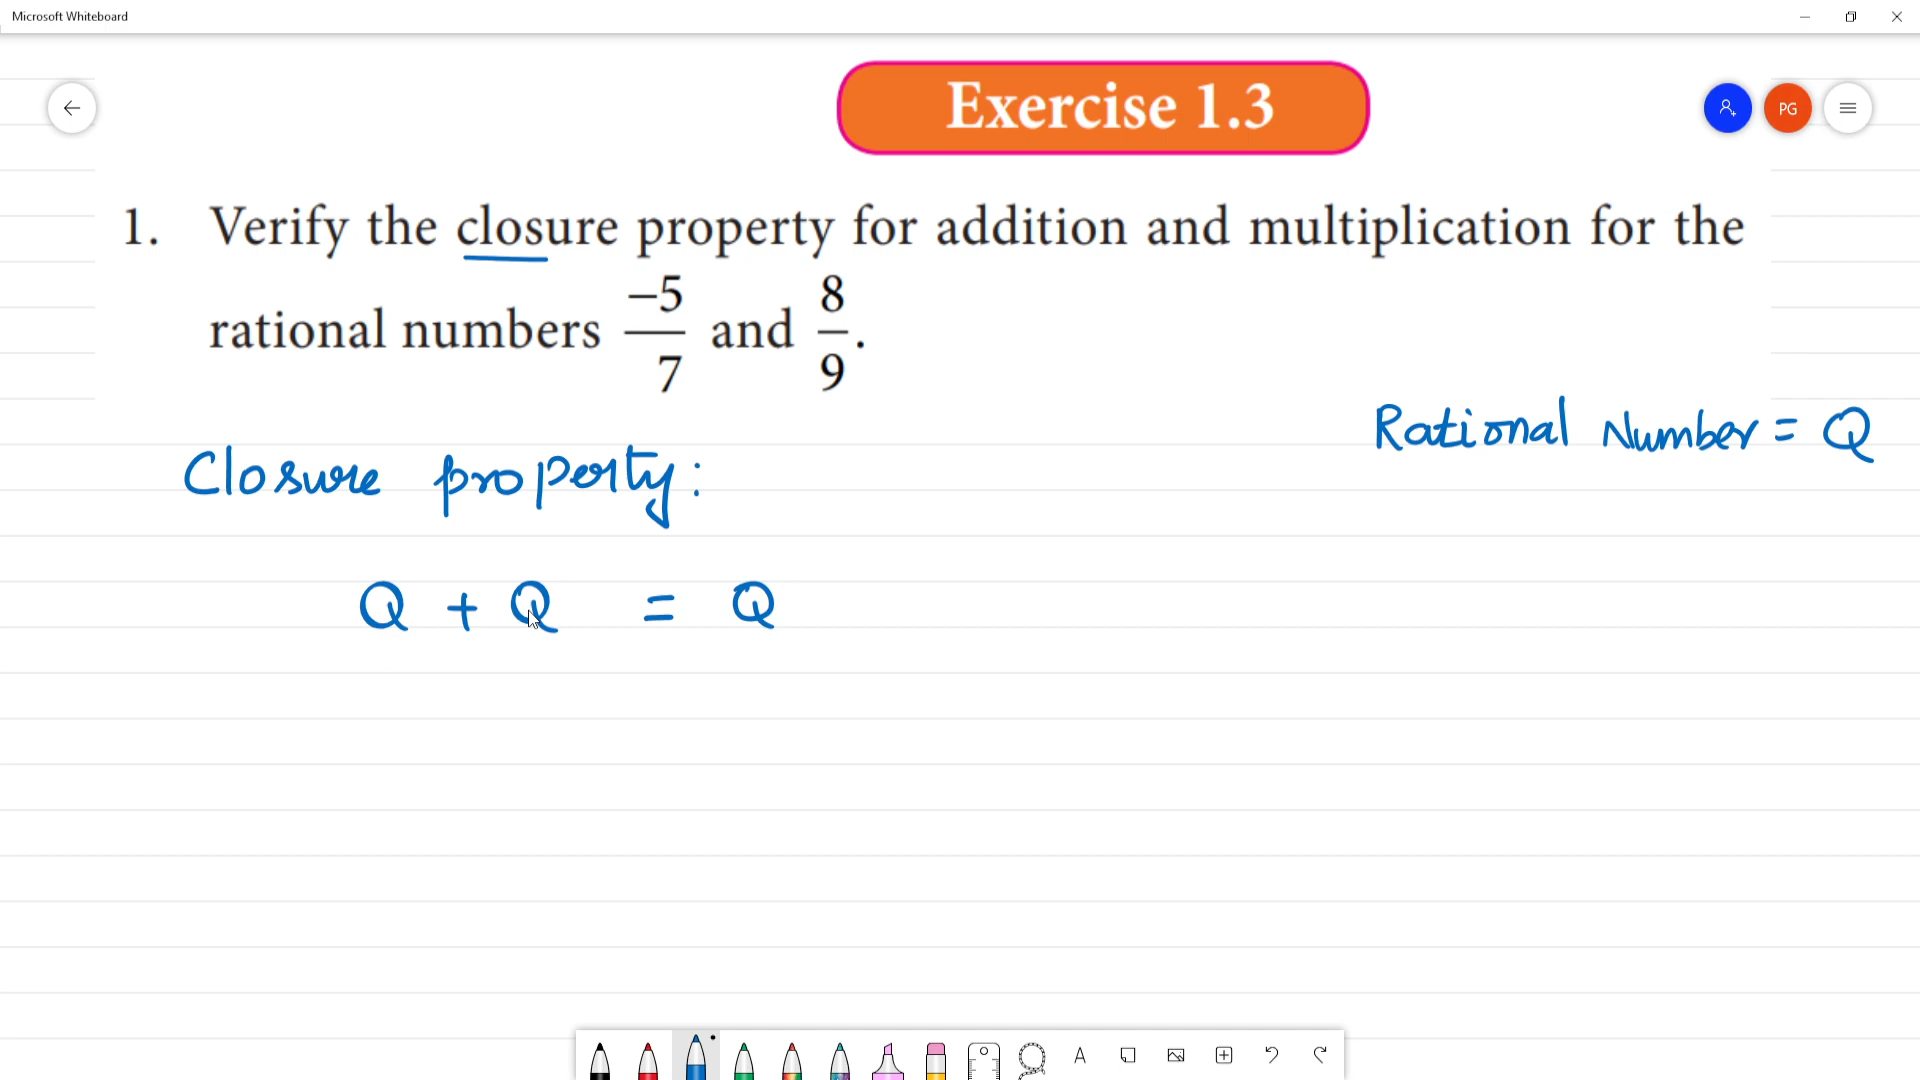 Microsoft Whiteboard
Exercise 1.3
PG
1. Verify the closure property for addition and multiplication for the
rational numbers -5/7 and 8/9.
Rational Number = Q
Closure property:
Q + Q = Q
A